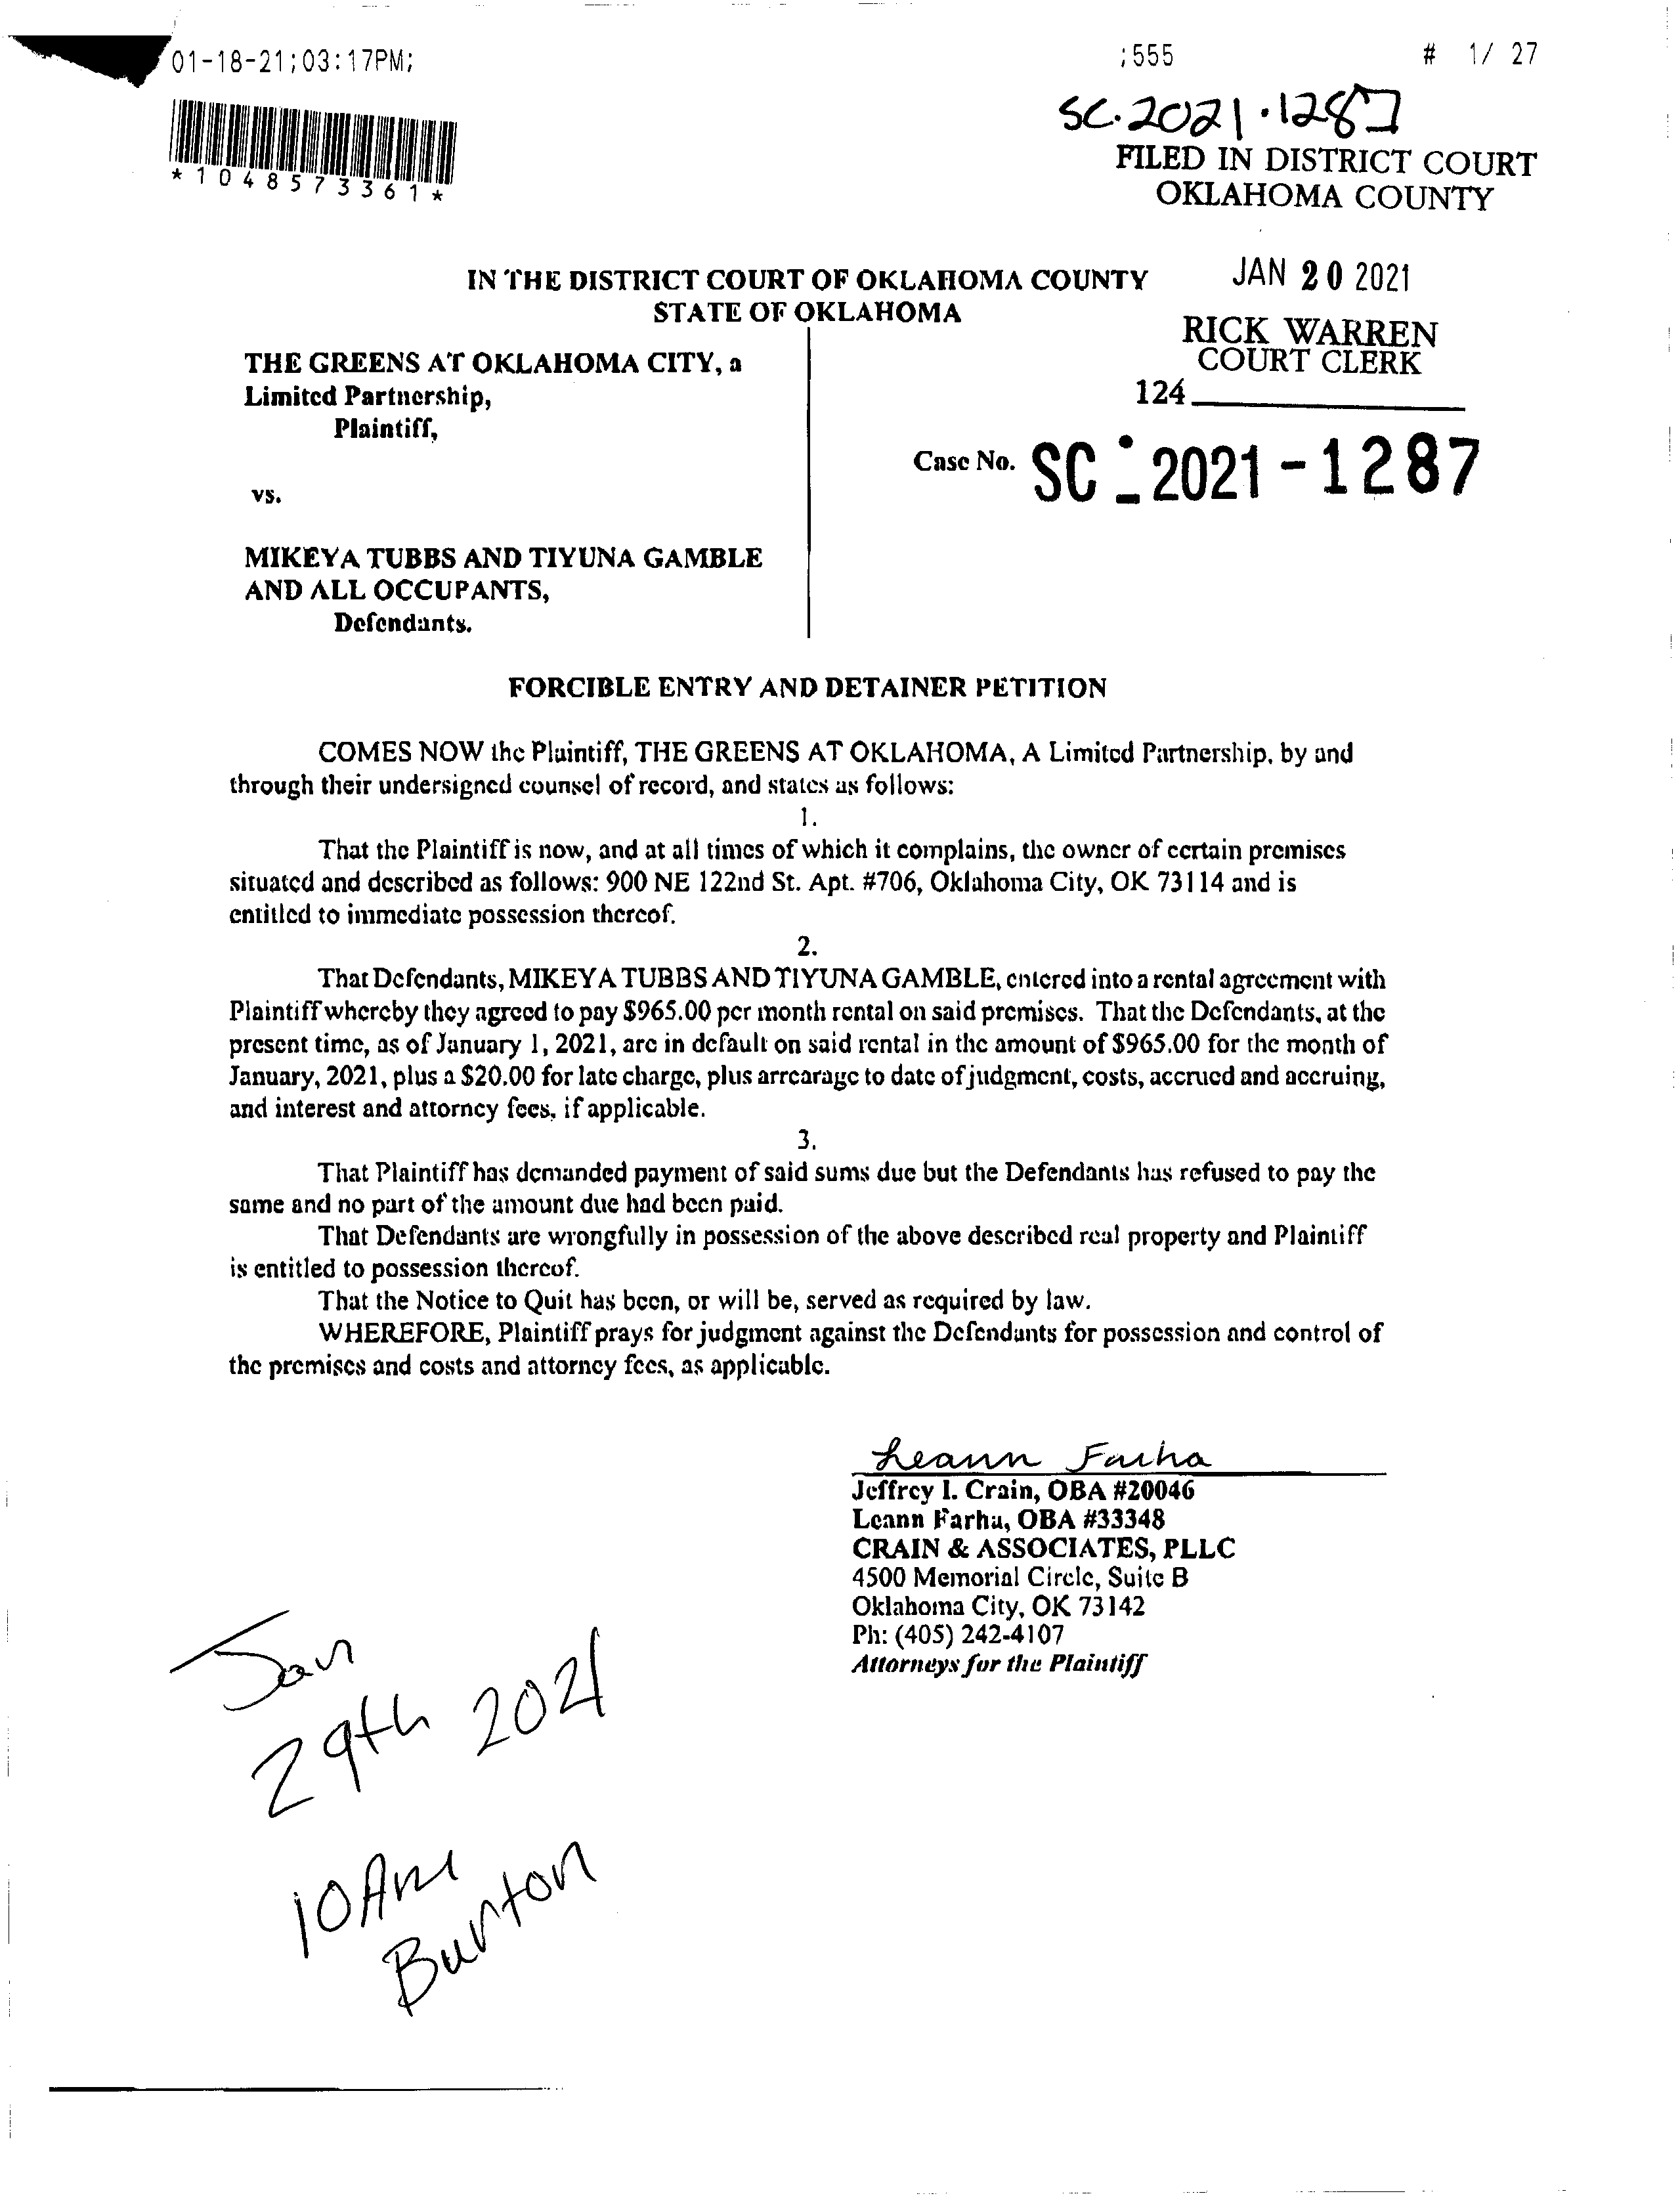 01-18-21;03:17PM; ;555 # 1/ 27
SC.2021.1287
*1048573361*
FILED IN DISTRICT COURT
OKLAHOMA COUNTY
JAN 20 2021
RICK WARREN
COURT CLERK
124
IN THE DISTRICT COURT OF OKLAHOMA COUNTY
STATE OF OKLAHOMA
THE GREENS AT OKLAHOMA CITY, a
Limited Partnership,
Plaintiff,
vs.
MIKEYA TUBBS AND TIYUNA GAMBLE
AND ALL OCCUPANTS,
Defendants.
Case No. SC - 2021 - 1287
FORCIBLE ENTRY AND DETAINER PETITION
COMES NOW the Plaintiff, THE GREENS AT OKLAHOMA, A Limited Partnership, by and
through their undersigned counsel of record, and states as follows:
1.
That the Plaintiff is now, and at all times of which it complains, the owner of certain premises
situated and described as follows: 900 NE 122nd St. Apt. #706, Oklahoma City, OK 73114 and is
entitled to immediate possession thereof.
2.
That Defendants, MIKEYA TUBBS AND TIYUNA GAMBLE, entered into a rental agreement with
Plaintiff whereby they agreed to pay $965.00 per month rental on said premises. That the Defendants, at the
present time, as of January 1, 2021, are in default on said rental in the amount of $965.00 for the month of
January, 2021, plus a $20.00 for late charge, plus arrearage to date of judgment, costs, accrued and accruing,
and interest and attorney fees, if applicable.
3.
That Plaintiff has demanded payment of said sums due but the Defendants has refused to pay the
same and no part of the amount due had been paid.
That Defendants are wrongfully in possession of the above described real property and Plaintiff
is entitled to possession thereof.
That the Notice to Quit has been, or will be, served as required by law.
WHEREFORE, Plaintiff prays for judgment against the Defendants for possession and control of
the premises and costs and attorney fees, as applicable.
Leann Farha
Jeffrey I. Crain, OBA #20046
Leann Farha, OBA #33348
CRAIN & ASSOCIATES, PLLC
4500 Memorial Circle, Suite B
Oklahoma City, OK 73142
Ph: (405) 242-4107
Attorneys for the Plaintiff
Jan
29th 2021
10AM
Burton